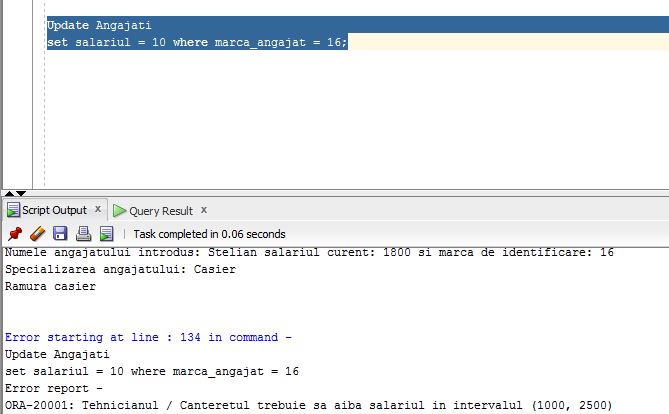 Update Angajati
set salariul = 10 where marca_angajat = 16;
Script Output x Query Result x
Task completed in 0.06 seconds
Numele angajatului introdus: Stelian salariul curent: 1800 si marca de identificare: 16
Specializarea angajatului: Casier
Ramura casier
Error starting at line : 134 in command -
Update Angajati
set salariul = 10 where marca_angajat = 16
Error report -
ORA-20001: Tehnicianul / Canteretul trebuie sa aiba salariul in intervalul (1000, 2500)